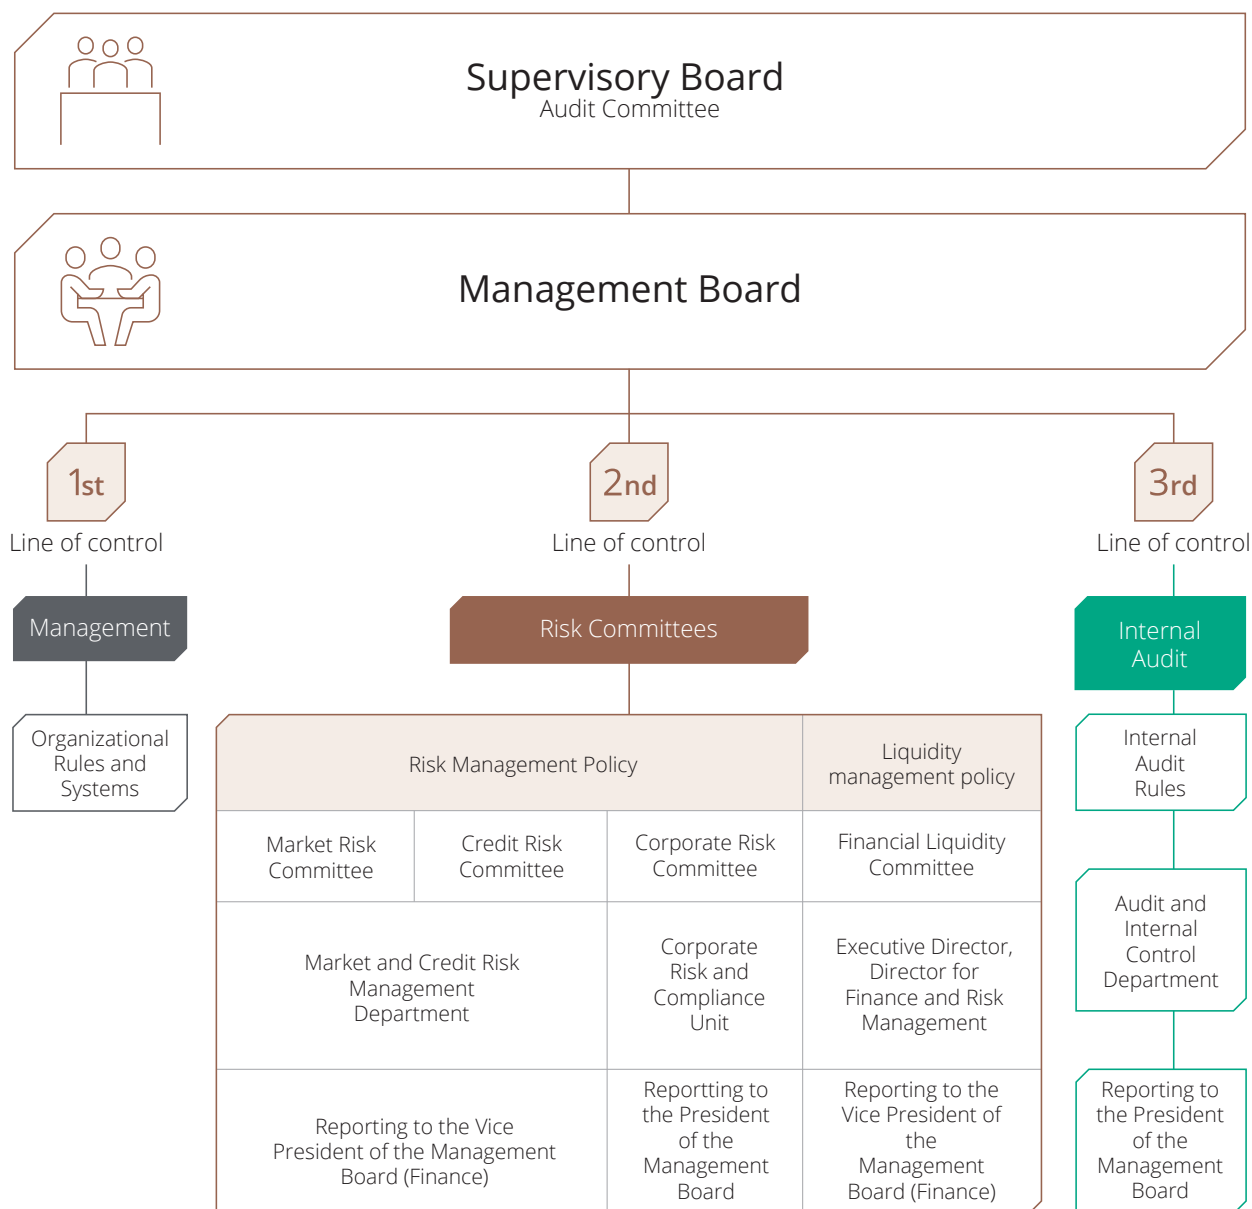 Supervisory Board
Audit Committee
Management Board
1st
Line of control
2nd
Line of control
3rd
Line of control
Management
Risk Committees
Internal
Audit
Organizational
Rules and
Systems
Risk Management Policy
Liquidity
management policy
Internal
Audit
Rules
Market Risk
Committee
Credit Risk
Committee
Corporate Risk
Committee
Financial Liquidity
Committee
Market and Credit Risk
Management
Department
Corporate
Risk and
Compliance
Unit
Executive Director,
Director for
Finance and Risk
Management
Audit and
Internal
Control
Department
Reporting to the Vice
President of the Management
Board (Finance)
Reportting to
the President
of the
Management
Board
Reporting to the
Vice President of
the
Management
Board (Finance)
Reporting to
the President
of the
Management
Board